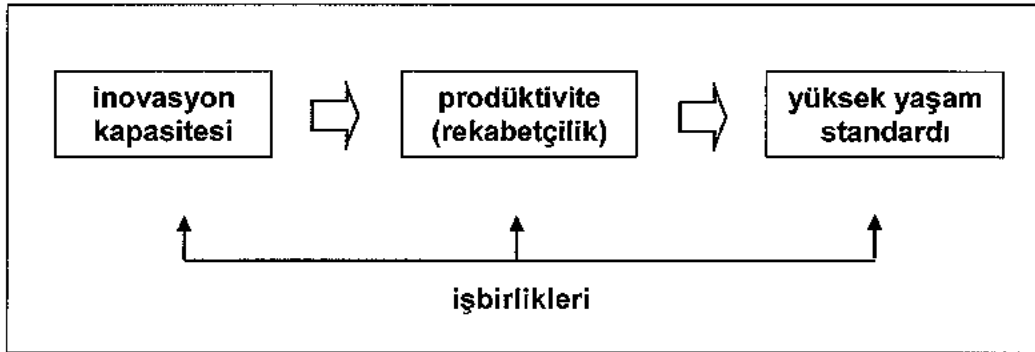 inovasyon
kapasitesi
prodüktivite
(rekabetçilik)
yüksek yaşam
standardı
işbirlikleri